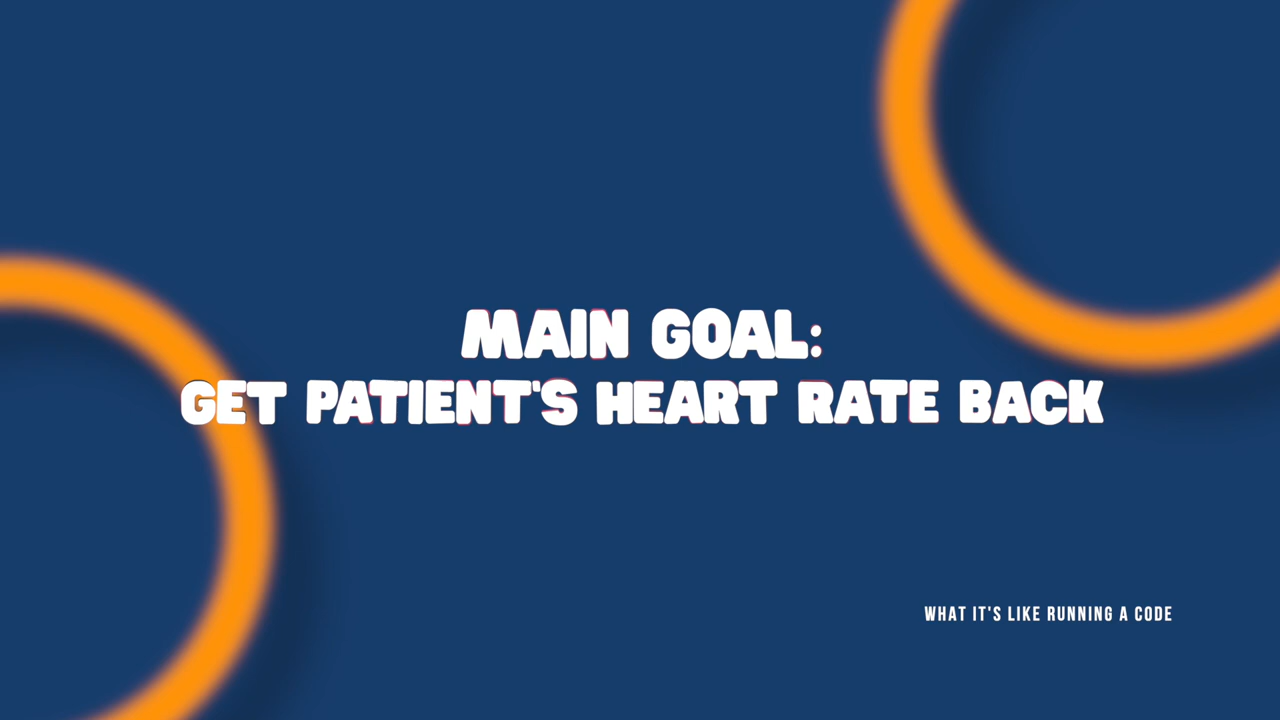 MAIN GOAL:
GET PATIENT'S HEART RATE BACK
WHAT IT'S LIKE RUNNING A CODE